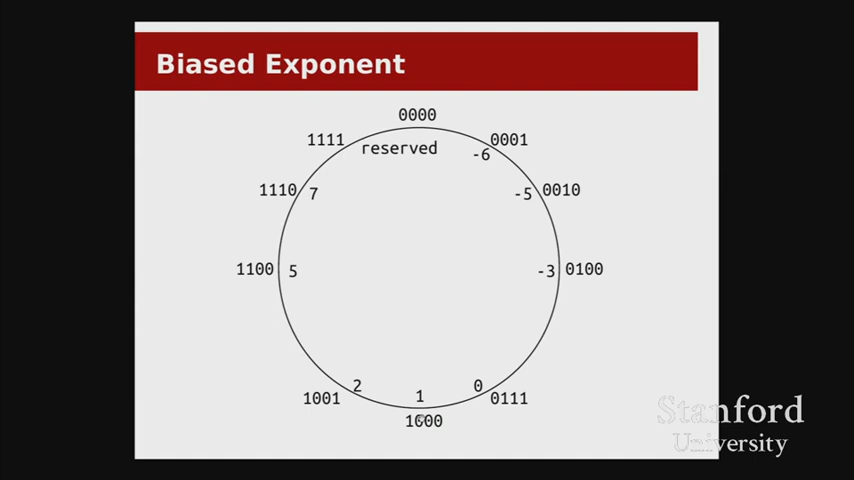 Biased Exponent
0000
1111 reserved 0001
-6
1110 7 -5 0010
1100 5 -3 0100
2 1 0
1001 1000 0111
Stanford
University